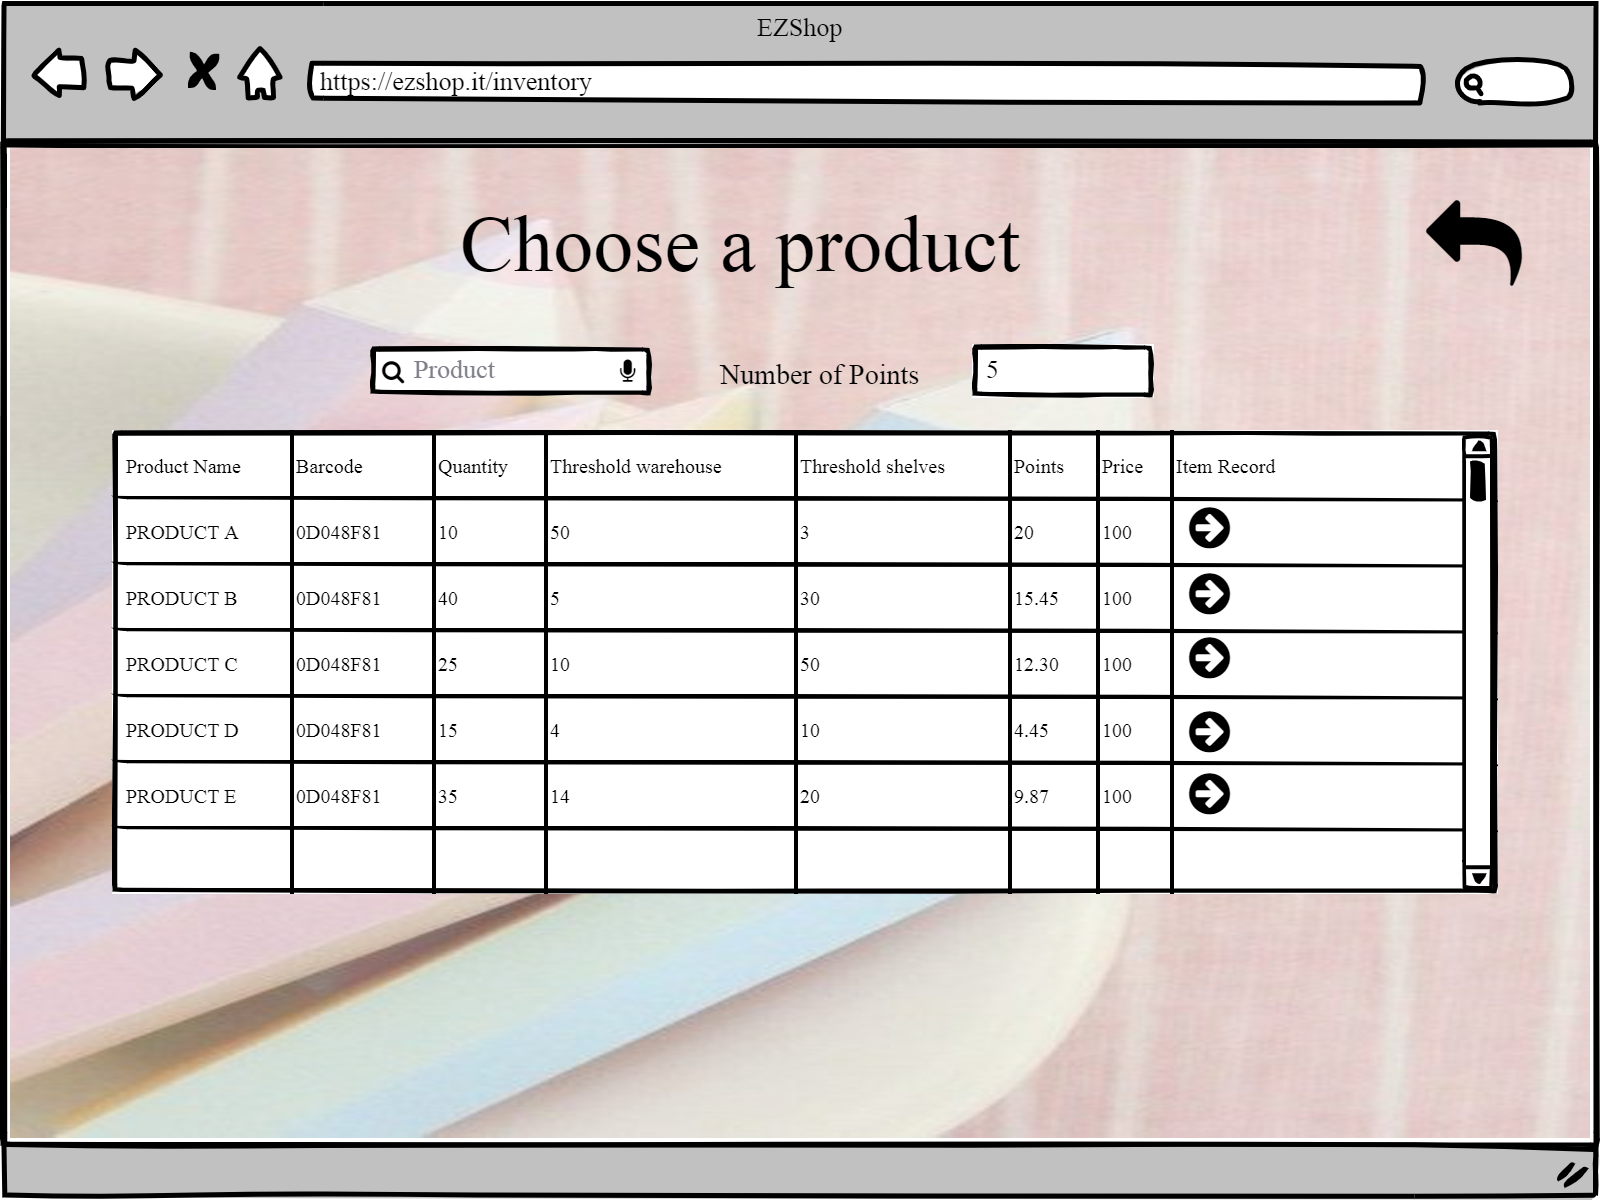 EZShop
https://ezshop.it/inventory
Choose a product
Product
Number of Points
5
Product Name Barcode Quantity Threshold warehouse Threshold shelves Points Price Item Record
PRODUCT A 0D048F81 10 50 3 20 100
PRODUCT B 0D048F81 40 5 30 15.45 100
PRODUCT C 0D048F81 25 10 50 12.30 100
PRODUCT D 0D048F81 15 4 10 4.45 100
PRODUCT E 0D048F81 35 14 20 9.87 100